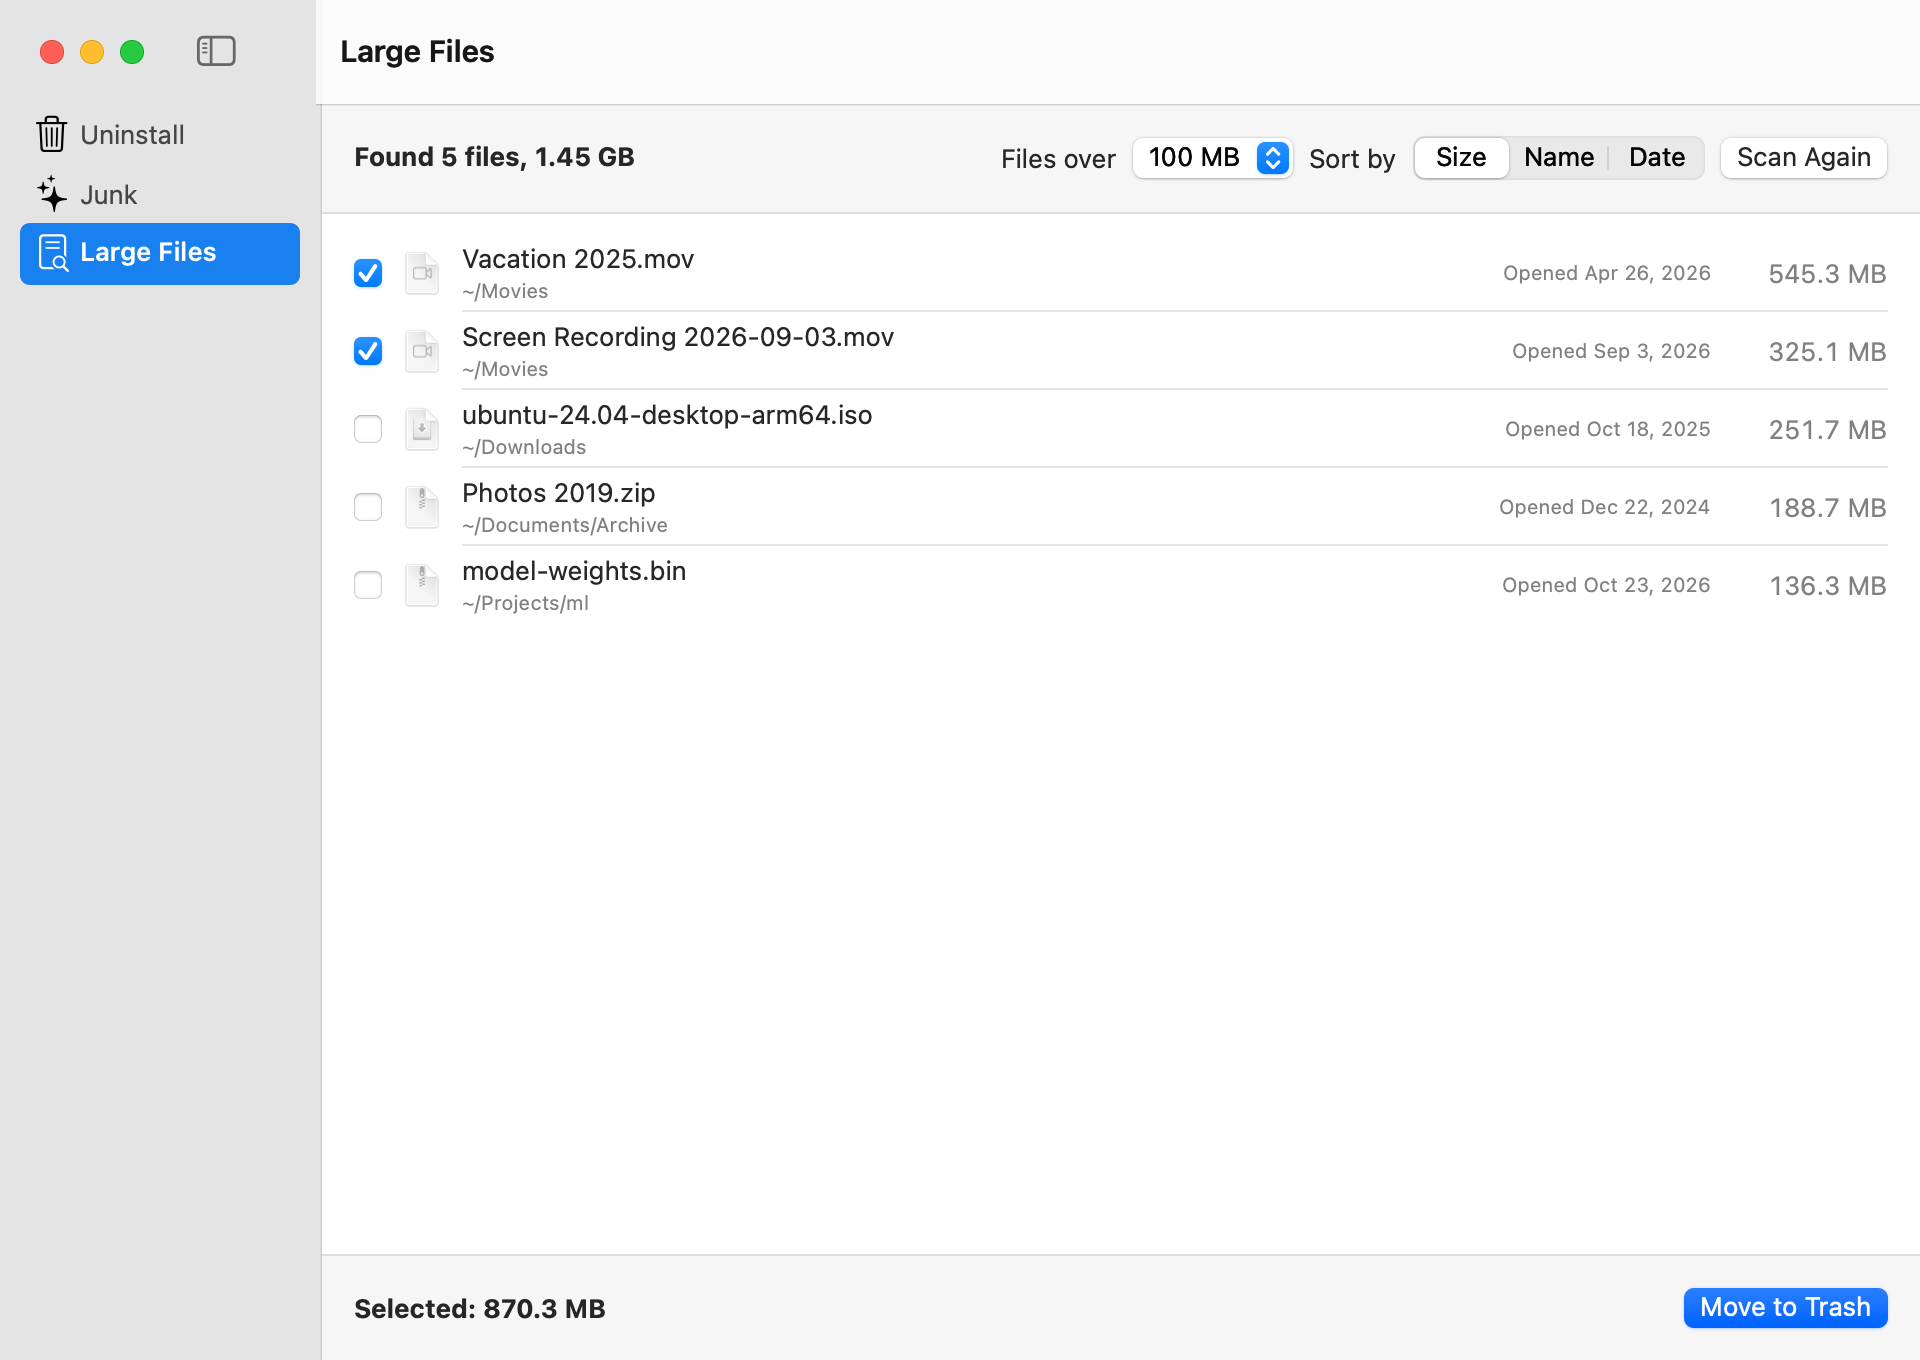 Large Files
Uninstall
Junk
Large Files
Found 5 files, 1.45 GB
Files over 100 MB Sort by Size Name Date Scan Again
Vacation 2025.mov
~/Movies
Opened Apr 26, 2026 545.3 MB
Screen Recording 2026-09-03.mov
~/Movies
Opened Sep 3, 2026 325.1 MB
ubuntu-24.04-desktop-arm64.iso
~/Downloads
Opened Oct 18, 2025 251.7 MB
Photos 2019.zip
~/Documents/Archive
Opened Dec 22, 2024 188.7 MB
model-weights.bin
~/Projects/ml
Opened Oct 23, 2026 136.3 MB
Selected: 870.3 MB
Move to Trash